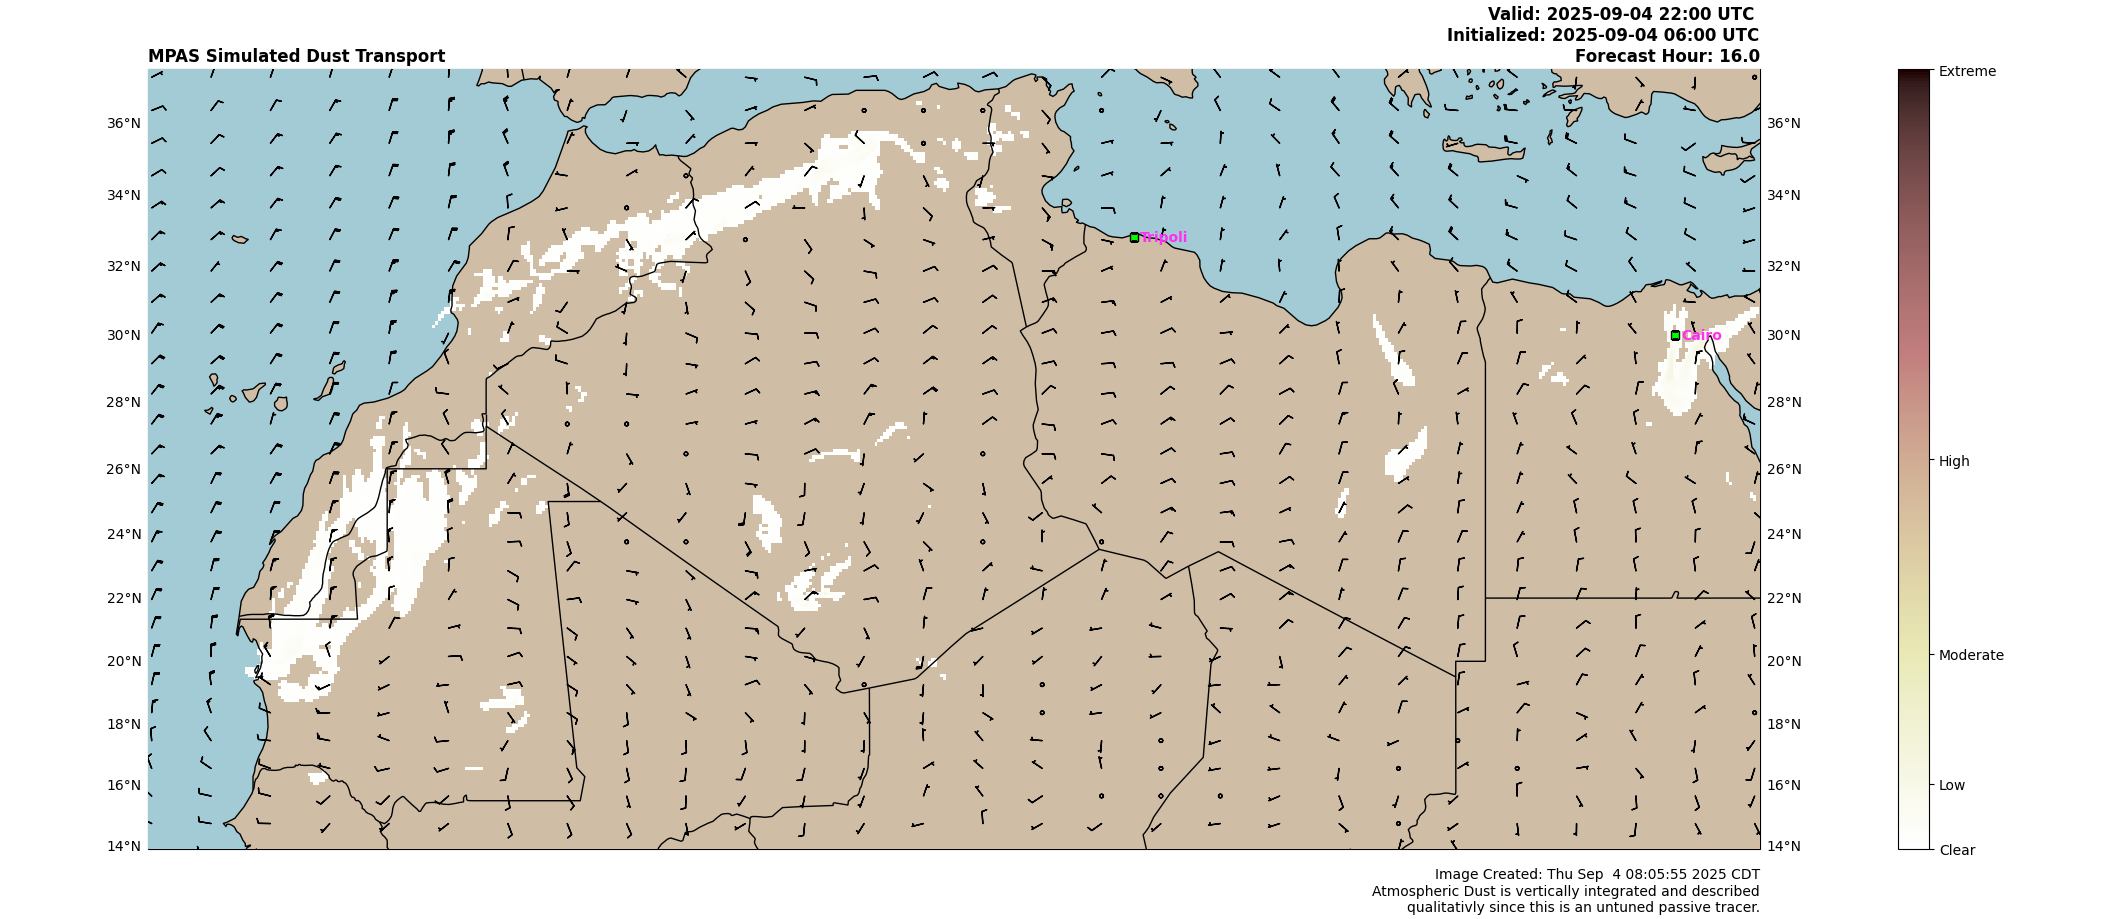 Valid: 2025-09-04 22:00 UTC
Initialized: 2025-09-04 06:00 UTC
MPAS Simulated Dust Transport
Forecast Hour: 16.0
Extreme
36°N
36°N
34°N
34°N
Tripoli
32°N
32°N
30°N
Cairo
30°N
28°N
28°N
26°N
26°N
High
24°N
24°N
22°N
22°N
20°N
20°N
Moderate
18°N
18°N
16°N
16°N
Low
14°N
14°N
Clear
Image Created: Thu Sep  4 08:05:55 2025 CDT
Atmospheric Dust is vertically integrated and described
qualitativly since this is an untuned passive tracer.